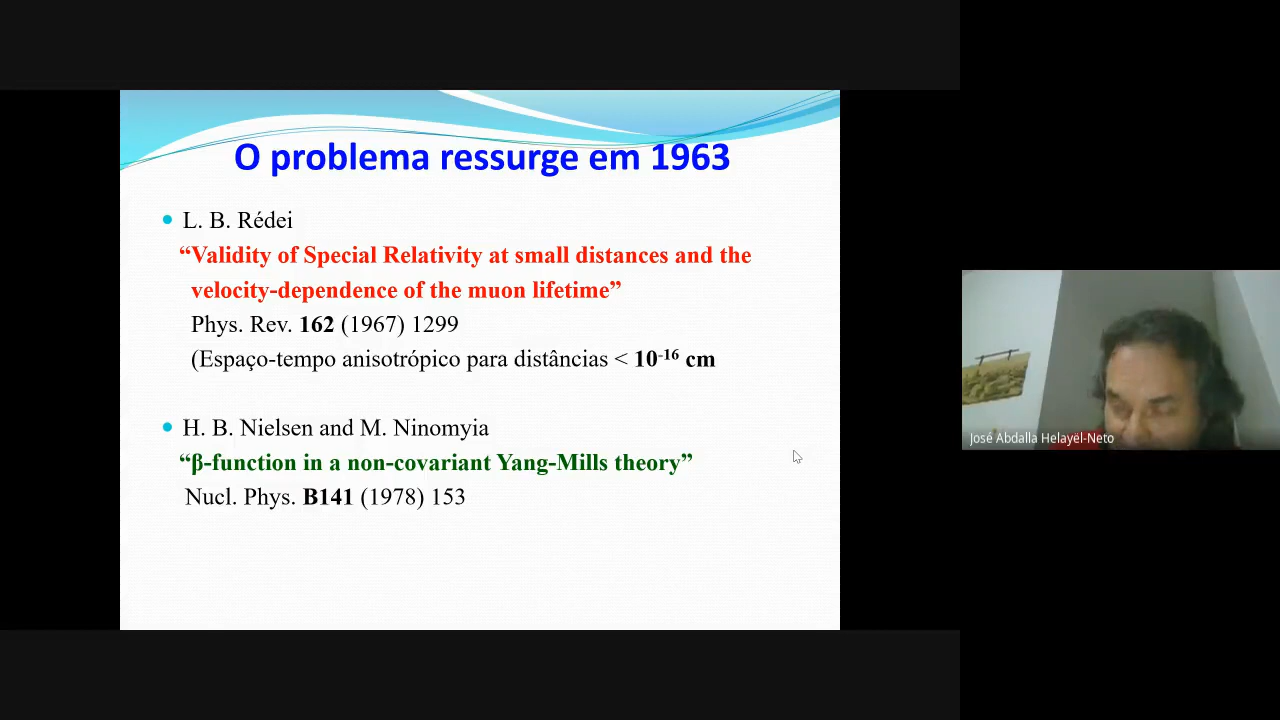 O problema ressurge em 1963
L. B. Rédei
“Validity of Special Relativity at small distances and the
velocity-dependence of the muon lifetime”
Phys. Rev. 162 (1967) 1299
(Espaço-tempo anisotrópico para distâncias < 10⁻¹⁶ cm
H. B. Nielsen and M. Ninomyia
“β-function in a non-covariant Yang-Mills theory”
Nucl. Phys. B141 (1978) 153
José Abdalla Helayël-Neto